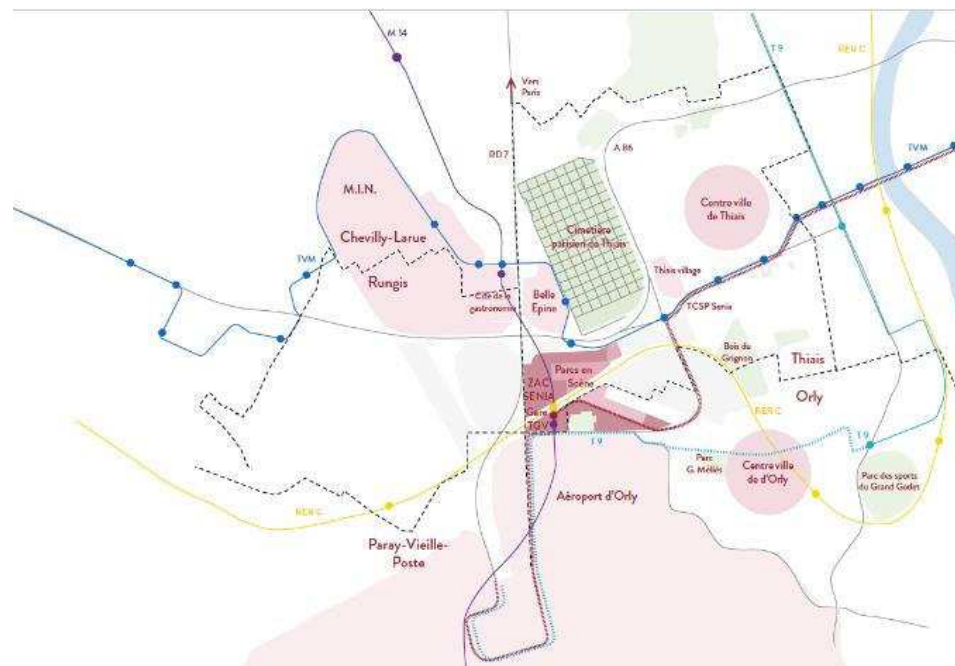 M 14
T 9
RER C
Vers
Paris
RD7
A 86
TVM
M.I.N.
Centre ville
de Thiais
Cimetière
parisien de Thiais
Chevilly-Larue
TVM
Thiais village
Rungis
Cité de la
gastronomie
Belle
Epine
TCSP Senia
Bois du
Grignon
Thiais
Parcs en
Scène
ZAC
SENIA
Orly
Gare
TGV
RER C
T 9
T 9
Parc
G. Méliès
Centre ville
de d'Orly
Parc des sports
du Grand Godet
Aéroport d'Orly
RER C
Paray-Vieille-
Poste